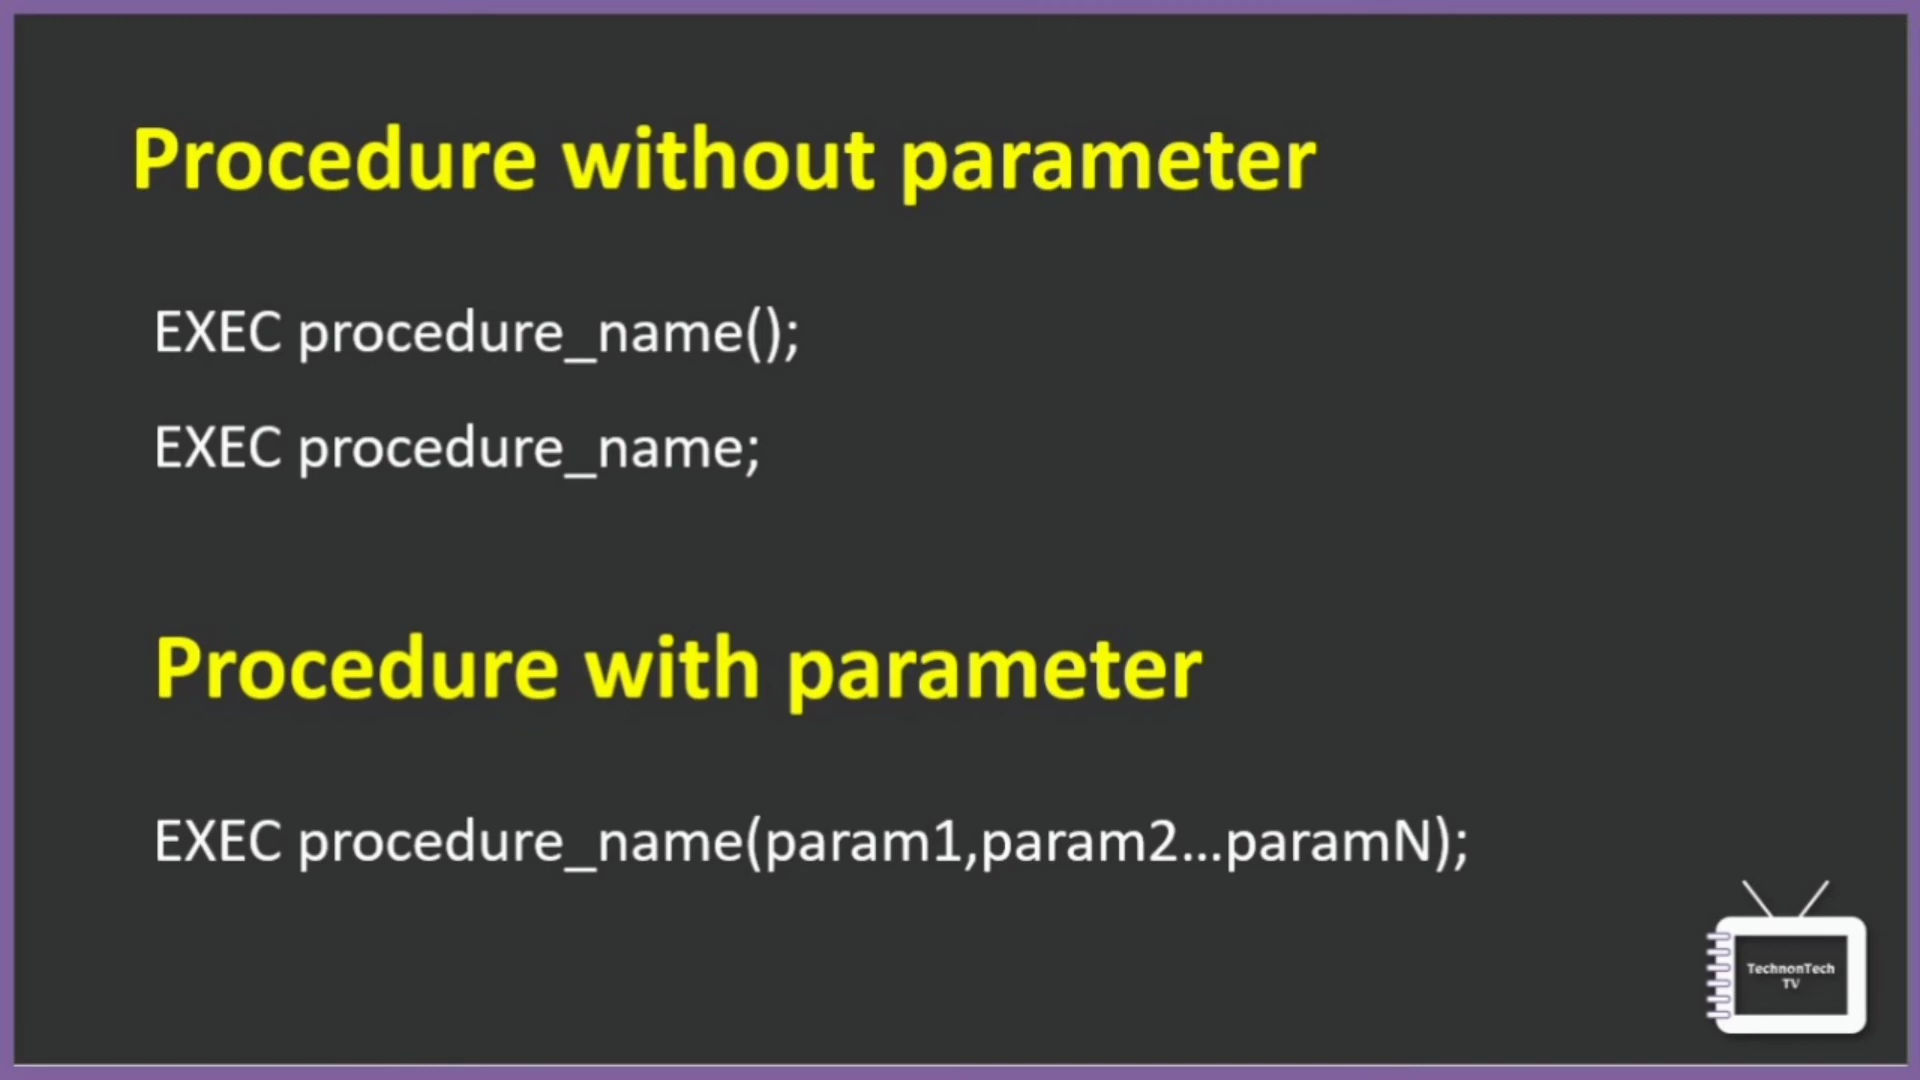 Procedure without parameter
EXEC procedure_name();
EXEC procedure_name;
Procedure with parameter
EXEC procedure_name(param1,param2...paramN);
TechnonTech
TV